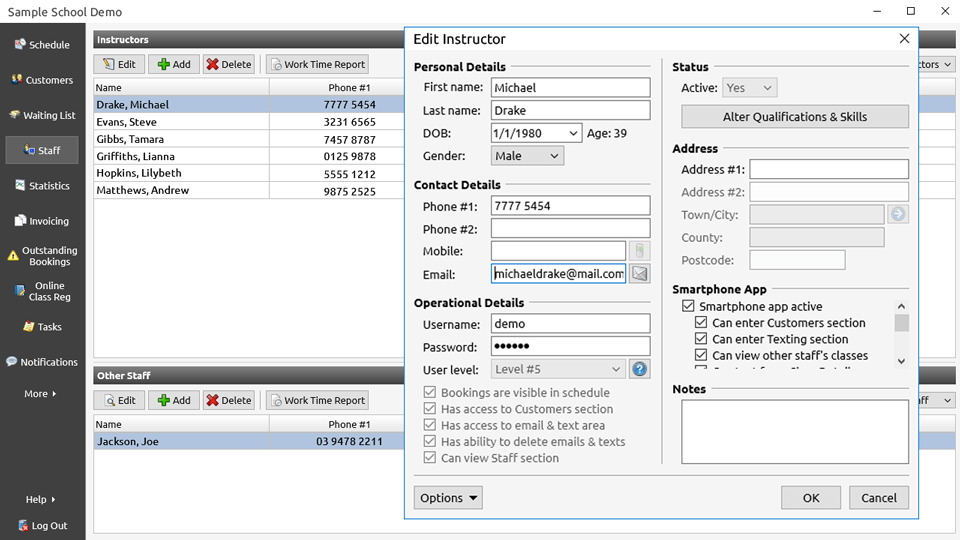 Sample School Demo
Schedule
Customers
Waiting List
Staff
Statistics
Invoicing
Outstanding
Bookings
Online
Class Reg
Tasks
Notifications
More
Help
Log Out
Instructors
Edit
Add
Delete
Work Time Report
Name
Phone #1
Drake, Michael
7777 5454
Evans, Steve
3231 6565
Gibbs, Tamara
7457 8787
Griffiths, Lianna
0125 9878
Hopkins, Lilybeth
5555 1212
Matthews, Andrew
9875 2525
Other Staff
Edit
Add
Delete
Work Time Report
Name
Phone #1
Jackson, Joe
03 9478 2211
Edit Instructor
Personal Details
First name: Michael
Last name: Drake
DOB: 1/1/1980 Age: 39
Gender: Male
Contact Details
Phone #1: 7777 5454
Phone #2:
Mobile:
Email: michaeldrake@mail.com
Operational Details
Username: demo
Password: ••••••
User level: Level #5
Bookings are visible in schedule
Has access to Customers section
Has access to email & text area
Has ability to delete emails & texts
Can view Staff section
Options
Status
Active: Yes
Alter Qualifications & Skills
Address
Address #1:
Address #2:
Town/City:
County:
Postcode:
Smartphone App
Smartphone app active
Can enter Customers section
Can enter Texting section
Can view other staff's classes
Notes
OK
Cancel